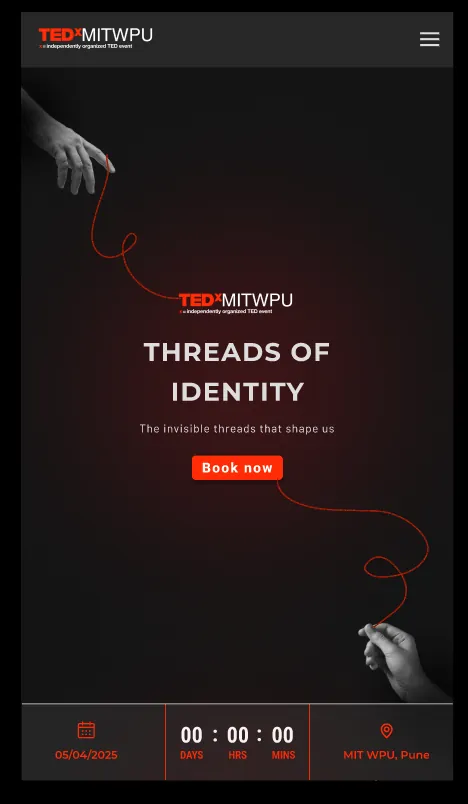 TEDxMITWPU
x = independently organized TED event
TEDxMITWPU
x = independently organized TED event
THREADS OF
IDENTITY
The invisible threads that shape us
Book now
00 : 00 : 00
DAYS HRS MINS
05/04/2025
MIT WPU, Pune